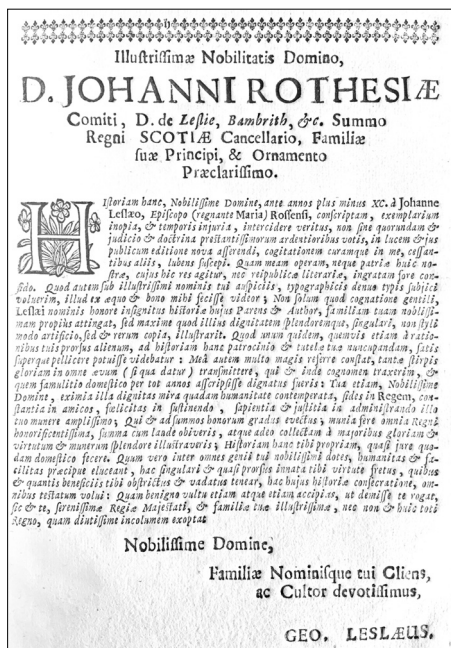 Illuſtriſſimæ Nobilitatis Domino,
D. JOHANNI ROTHESIÆ
Comiti, D. de Leſlie, Bambrith, &c. Summo
Regni SCOTIÆ Cancellario, Familiæ
ſuæ Principi, & Ornamento
Præclariſſimo.
HIſtoriam hanc, Nobiliſſime Domine, ante annos plus minus XC. à Johanne
Leſlæo, Epiſcopo (regnante Maria) Roſſenſi, conſcriptam, exemplarium
inopia, & temporis injuria, intercidere veritus, non ſine quorundam &
judicio & doctrina præſtantiſſimorum ardentioribus votis, in lucem & jus
publicum editione nova aſſerendi, cogitationem curamque in me, ceſſan-
tibus aliis, lubens ſuſcepi. Quam meam operam, neque patriæ huic no-
ſtræ, cujus hic res agitur, nec reipublicæ literariæ, ingratam fore con-
fido. Quod autem ſub illuſtriſſimi nominis tui auſpiciis, typographicis denuo typis ſubjici
voluerim, illud ex æquo & bono mihi feciſſe videor; Non ſolum quod cognatione gentili,
Leſlæi nominis honore inſignitus hiſtoriæ hujus Parens & Author, familiam tuam nobiliſſi-
mam propiùs attingat, ſed maxime quod illius dignitatem ſplendoremque, ſingulari, non ſtyli
modo artificio, ſed & rerum copia, illuſtrarit. Quod unum quidem, quemvis etiam à ratio-
nibus tuis prorſus alienum, ad hiſtoriam hanc patrocinio & tutelæ tuæ nuncupandam, ſatis
ſuperque pellicere potuiſſe videbatur: Meâ autem multo magis referre conſtat, tantæ ſtirpis
gloriam in omne ævum (ſi qua datur) tranſmittere, qui & inde cognomen traxerim, &
quem famulitio domeſtico per tot annos aſſcripſiſſe dignatus fueris: Tua etiam, Nobiliſſime
Domine, eximia illa dignitas mira quadam humanitate contemperata, fides in Regem, con-
ſtantia in amicos, fœlicitas in ſuſtinendo, ſapientia & juſtitia in adminiſtrando illo
tuo munere ampliſſimo; Qui & ad ſummos honorum gradus evectus; munia fere omnia Regni
honorificentiſſima, ſumma cum laude obiveris, atque adeo collectam à majoribus gloriam &
virtutum & munerum ſplendore illuſtraveris; Hiſtoriam hanc tibi propriam, quaſi jure quo-
dam domeſtico fecere. Quum vero inter omnes genii tui nobiliſſimi dotes, humanitas & fa-
cilitas præcipue eluceant, hac ſingulari & quaſi prorſus innata tibi virtute fretus, quibus
& quantis beneficiis tibi obſtrictus & vadatus tenear, hac hujus hiſtoriæ conſecratione, om-
nibus teſtatum volui: Quam benigno vultu etiam atque etiam accipias, ut demiſſe te rogat,
ſic & te, ſereniſſimæ Regiæ Majeſtati, & familiæ tuæ illuſtriſſimæ, nec non & huic toti
Regno, quam diutiſſime incolumem exoptat
Nobiliſſime Domine,
Familiæ Nominiſque tui Cliens,
ac Cultor devotiſſimus,
GEO. LESLÆUS.